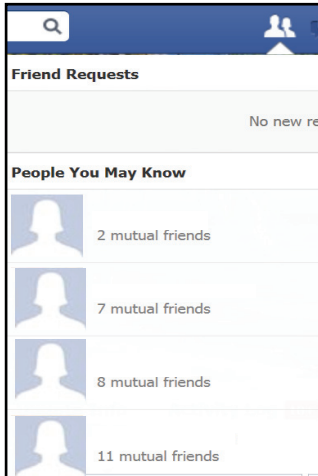 Friend Requests
No new re
People You May Know
2 mutual friends
7 mutual friends
8 mutual friends
11 mutual friends